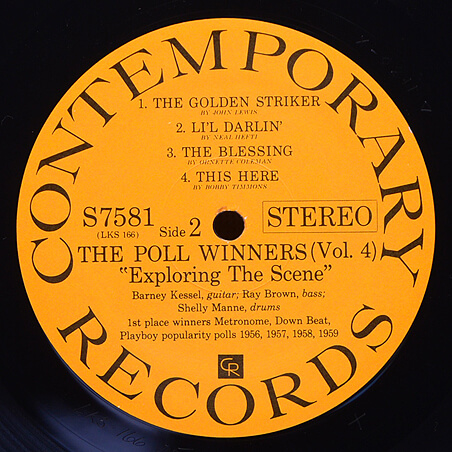 CONTEMPORARY
1. THE GOLDEN STRIKER
BY JOHN LEWIS
2. LI'L DARLIN'
BY NEAL HEFTI
3. THE BLESSING
BY ORNETTE COLEMAN
4. THIS HERE
BY BOBBY TIMMONS
S7581 Side 2 STEREO
(LKS 166)
THE POLL WINNERS (Vol. 4)
"Exploring The Scene"
Barney Kessel, guitar; Ray Brown, bass;
Shelly Manne, drums
1st place winners Metronome, Down Beat,
Playboy popularity polls 1956, 1957, 1958, 1959
CR
RECORDS